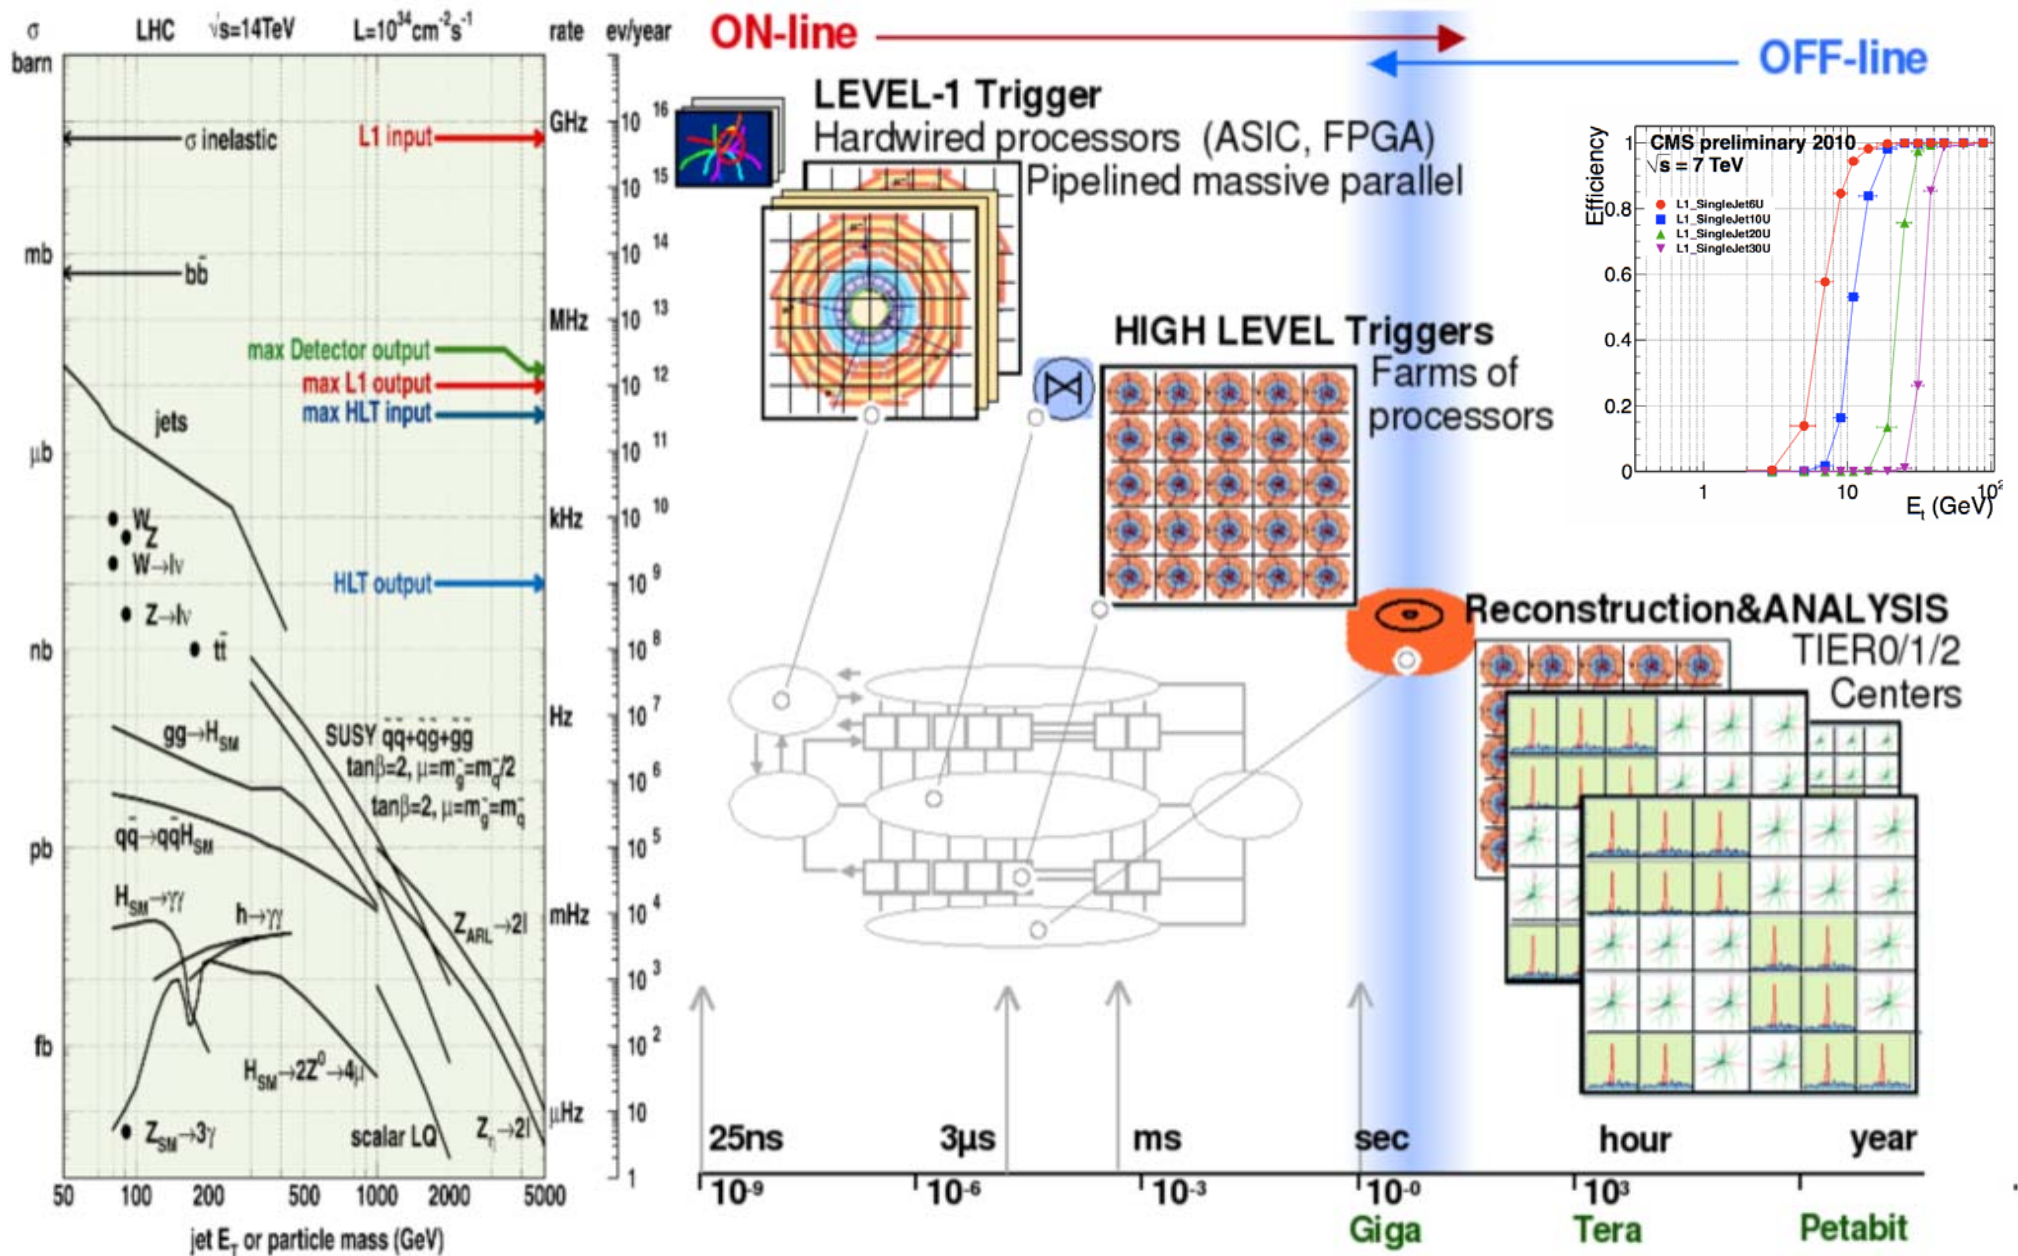 σ LHC √s=14TeV L=10³⁴cm⁻²s⁻¹ rate ev/year
barn
mb
μb
nb
pb
fb
σ inelastic
L1 input
bb̄
max Detector output
max L1 output
max HLT input
jets
W
Z
W→lν
HLT output
Z→lν
tt̄
gg→H_SM
SUSY q̃q̃+q̃g̃+g̃g̃
tanβ=2, μ=m_g̃=m_q̃/2
tanβ=2, μ=m_g̃=m_q̃
qq̄→qq̄H_SM
H_SM→γγ
h→γγ
Z_ARL→2l
H_SM→2Z⁰→4μ
Z_SM→3γ
scalar LQ
Z_η→2l
50 100 200 500 1000 2000 5000
jet E_T or particle mass (GeV)
GHz
MHz
kHz
Hz
mHz
μHz
10¹⁶
10¹⁵
10¹⁴
10¹³
10¹²
10¹¹
10¹⁰
10⁹
10⁸
10⁷
10⁶
10⁵
10⁴
10³
10²
10
1
ON-line
OFF-line
LEVEL-1 Trigger
Hardwired processors (ASIC, FPGA)
Pipelined massive parallel
HIGH LEVEL Triggers
Farms of
processors
Reconstruction&ANALYSIS
TIER0/1/2
Centers
Efficiency
CMS preliminary 2010
√s = 7 TeV
L1_SingleJet6U
L1_SingleJet10U
L1_SingleJet20U
L1_SingleJet30U
1
0.8
0.6
0.4
0.2
0
1 10 10²
E_t (GeV)
25ns 3μs ms sec hour year
10⁻⁹ 10⁻⁶ 10⁻³ 10⁻⁰ 10³
Giga Tera Petabit